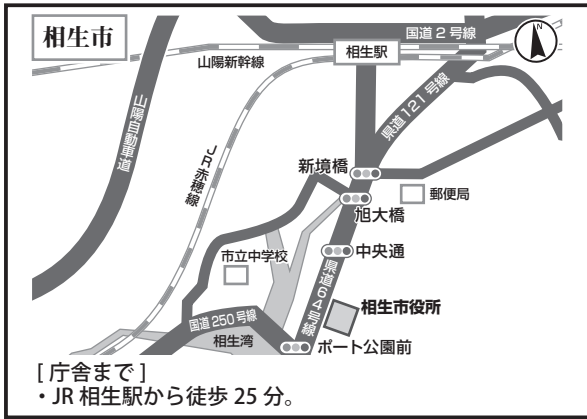 相生市
国道2号線
N
相生駅
山陽新幹線
県道121号線
山陽自動車道
JR赤穂線
新境橋
郵便局
旭大橋
市立中学校
中央通
県道64号線
相生市役所
国道250号線
相生湾
ポート公園前
[庁舎まで]
・JR 相生駅から徒歩 25 分。